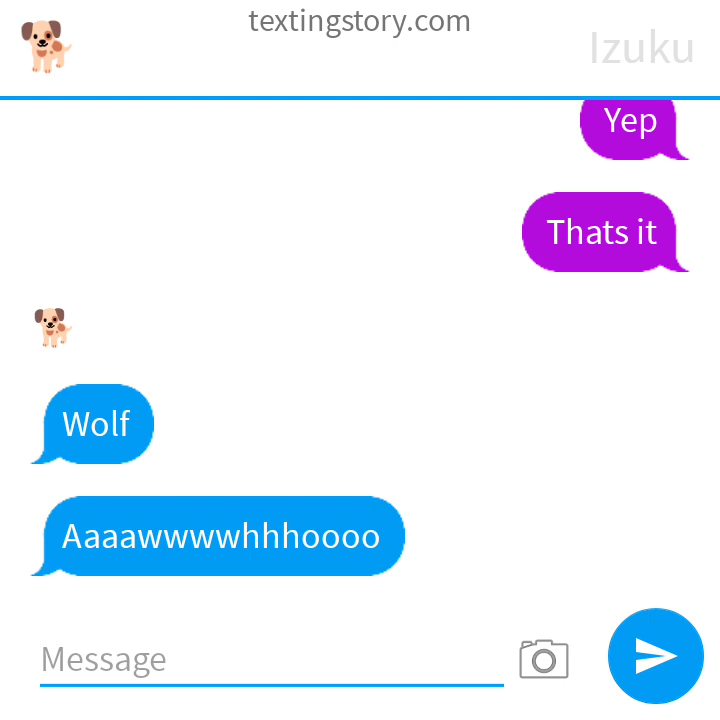 textingstory.com
Izuku
Yep
Thats it
Wolf
Aaaawwwwhhhoooo
Message